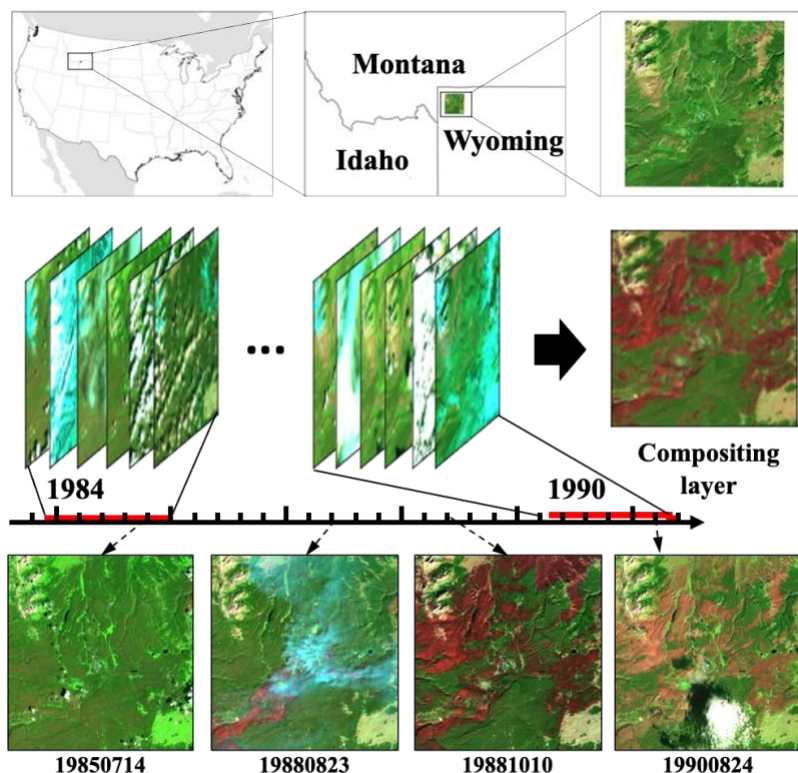 Montana
Idaho
Wyoming
1984
1990
Compositing
layer
19850714
19880823
19881010
19900824